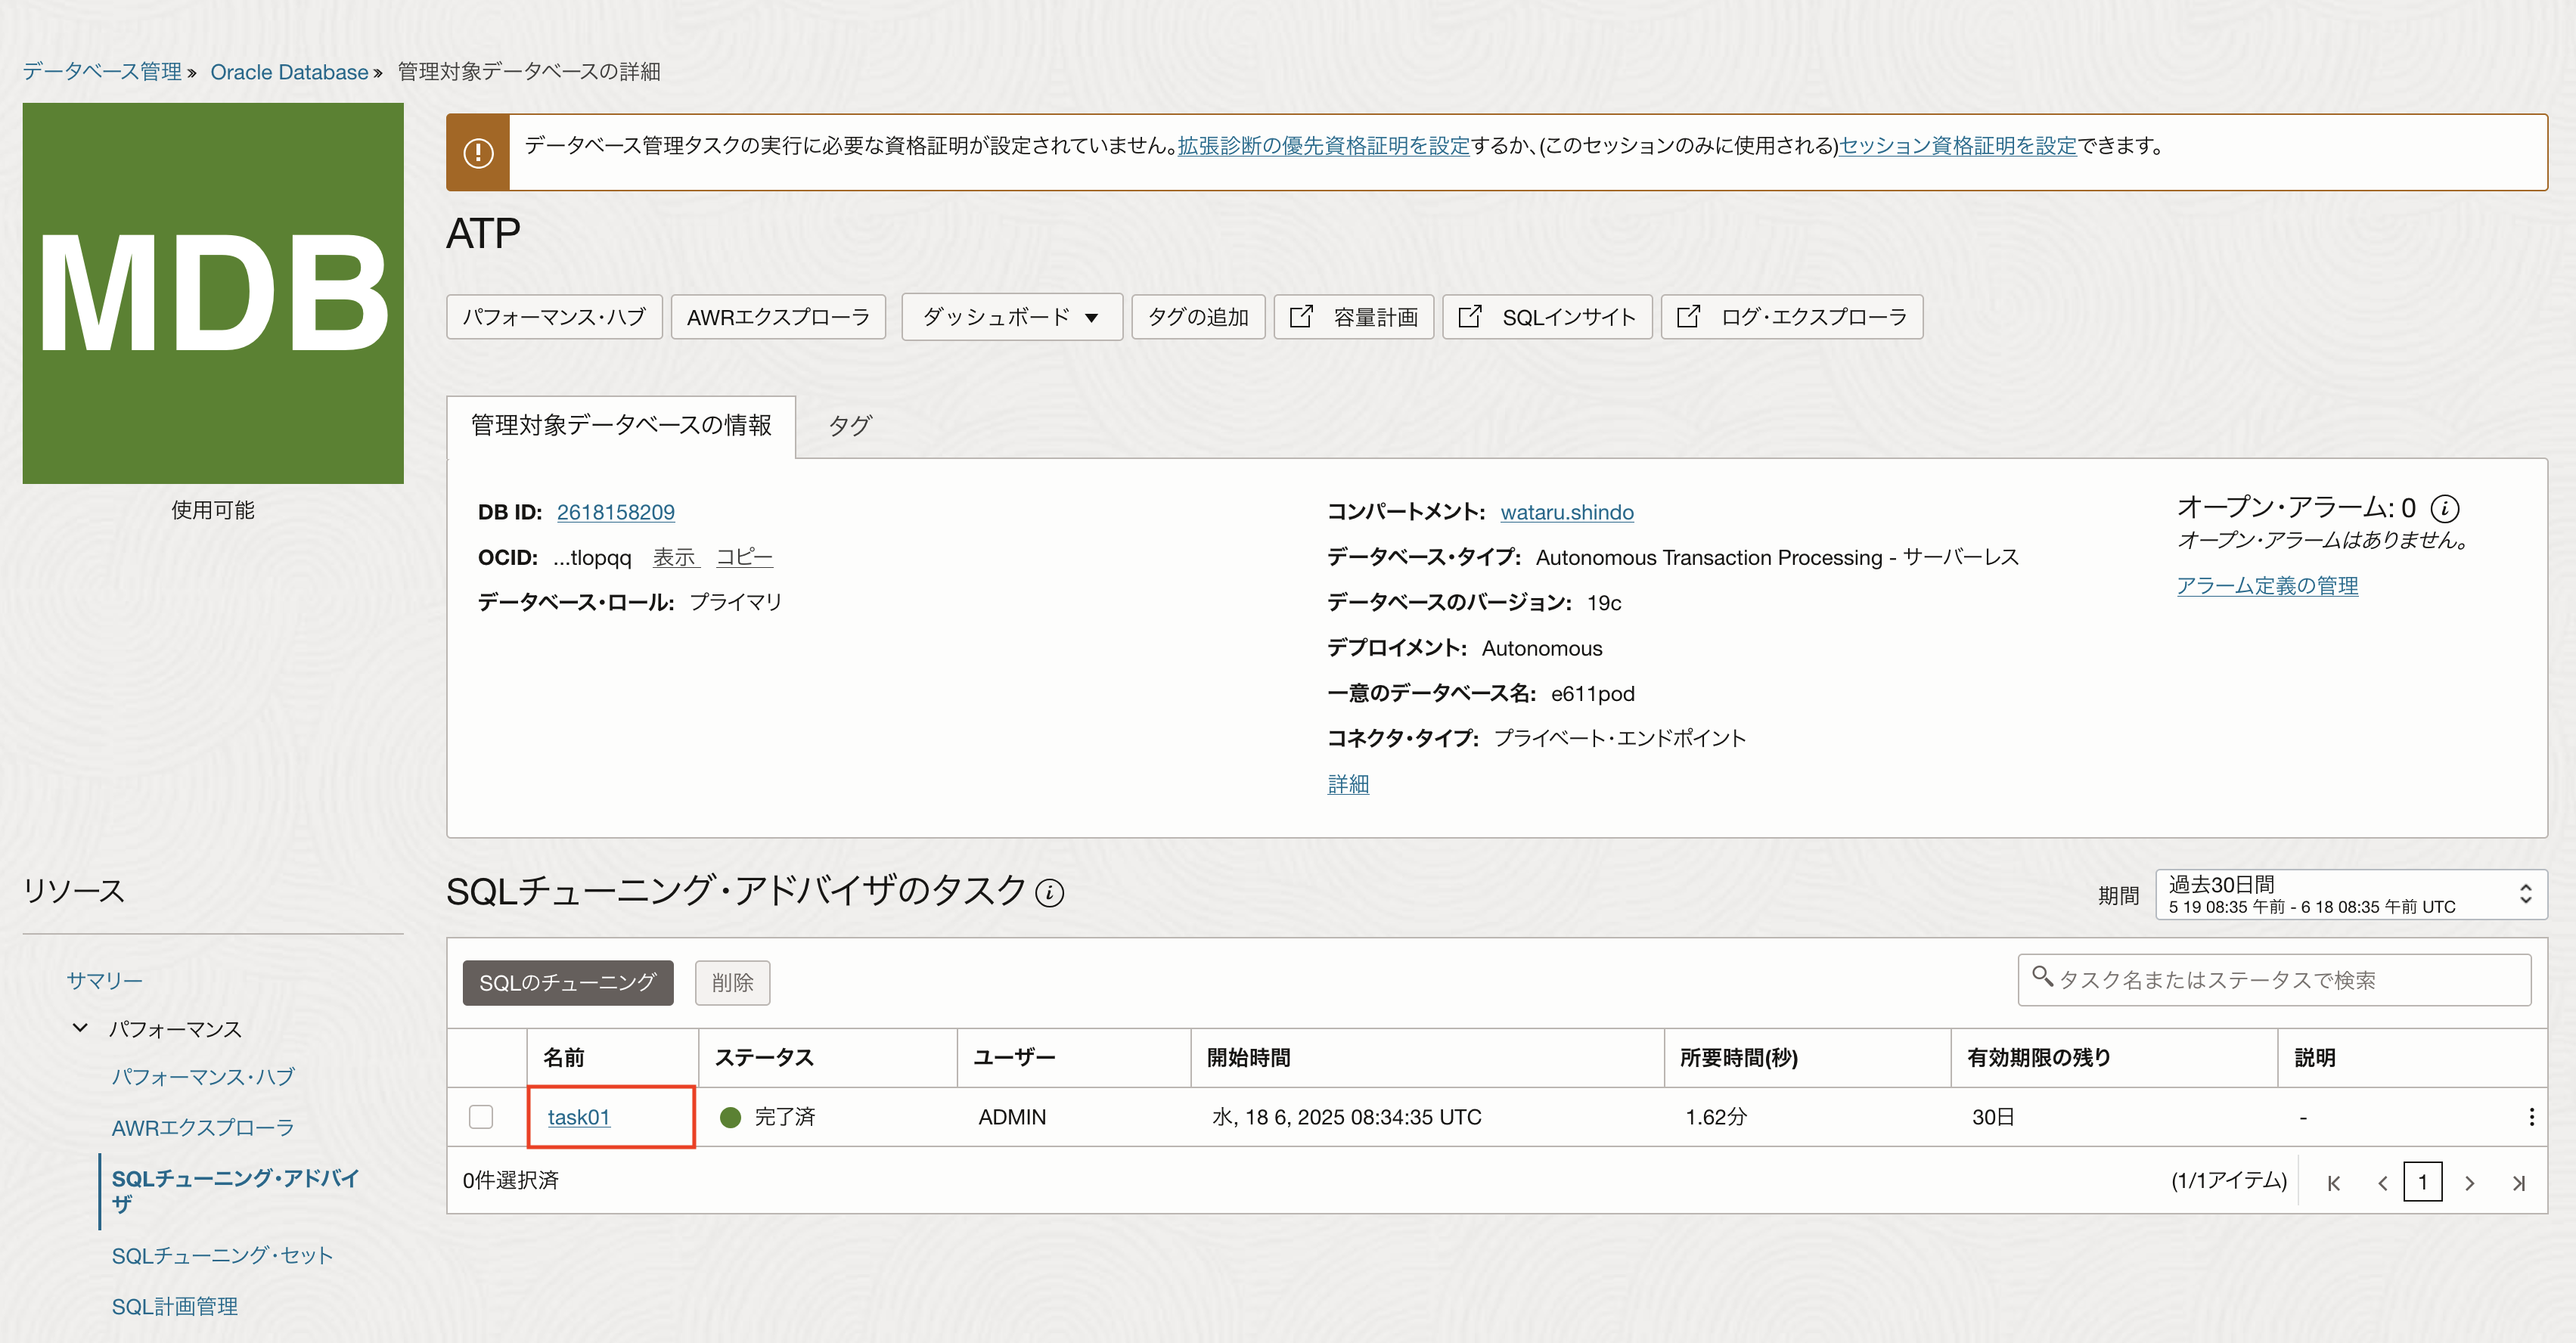 データベース管理 » Oracle Database » 管理対象データベースの詳細
MDB
使用可能
データベース管理タスクの実行に必要な資格証明が設定されていません。拡張診断の優先資格証明を設定するか、(このセッションのみに使用される)セッション資格証明を設定できます。
ATP
パフォーマンス・ハブ AWRエクスプローラ ダッシュボード タグの追加 容量計画 SQLインサイト ログ・エクスプローラ
管理対象データベースの情報 タグ
DB ID: 2618158209
OCID: ...tlopqq 表示 コピー
データベース・ロール: プライマリ
コンパートメント: wataru.shindo
データベース・タイプ: Autonomous Transaction Processing - サーバーレス
データベースのバージョン: 19c
デプロイメント: Autonomous
一意のデータベース名: e611pod
コネクタ・タイプ: プライベート・エンドポイント
詳細
オープン・アラーム: 0
オープン・アラームはありません。
アラーム定義の管理
リソース
サマリー
パフォーマンス
パフォーマンス・ハブ
AWRエクスプローラ
SQLチューニング・アドバイ
ザ
SQLチューニング・セット
SQL計画管理
SQLチューニング・アドバイザのタスク
期間 過去30日間
5 19 08:35 午前 - 6 18 08:35 午前 UTC
SQLのチューニング 削除 タスク名またはステータスで検索
名前 ステータス ユーザー 開始時間 所要時間(秒) 有効期限の残り 説明
task01 完了済 ADMIN 水, 18 6, 2025 08:34:35 UTC 1.62分 30日 -
0件選択済 (1/1アイテム) 1